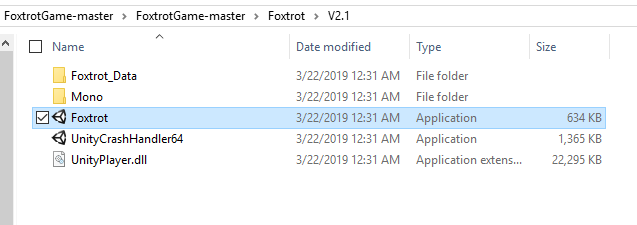 FoxtrotGame-master > FoxtrotGame-master > Foxtrot > V2.1
Name Date modified Type Size
Foxtrot_Data 3/22/2019 12:31 AM File folder
Mono 3/22/2019 12:31 AM File folder
Foxtrot 3/22/2019 12:31 AM Application 634 KB
UnityCrashHandler64 3/22/2019 12:31 AM Application 1,365 KB
UnityPlayer.dll 3/22/2019 12:31 AM Application extens... 22,295 KB